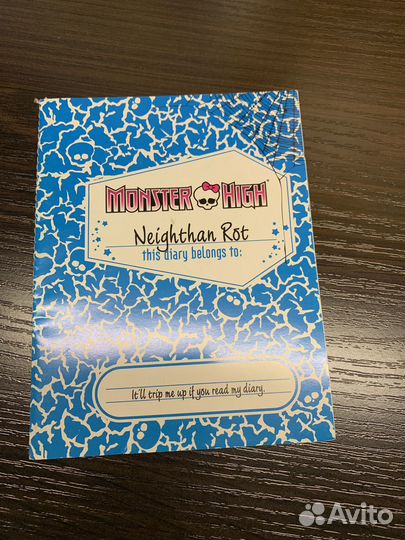 MONSTER HIGH
Neighthan Rot
this diary belongs to:
It'll trip me up if you read my diary.
Avito